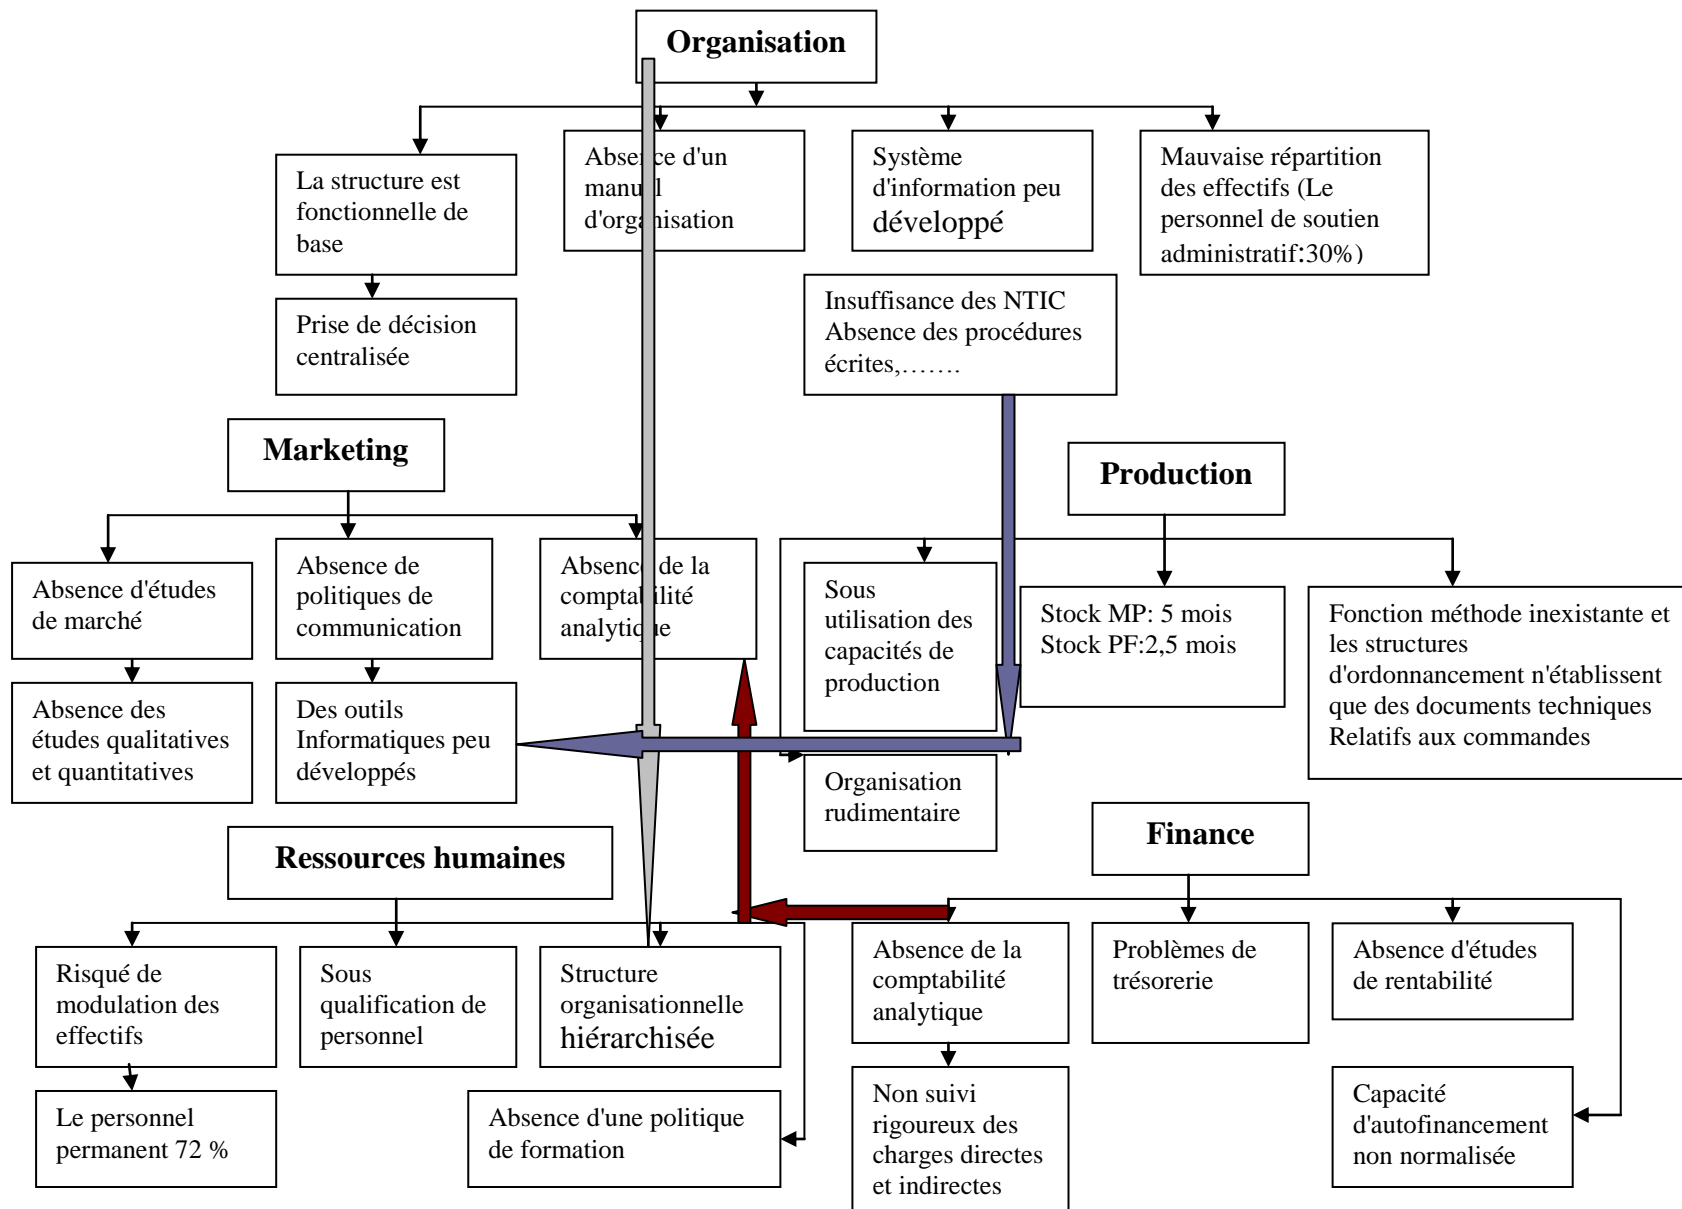 Organisation
La structure est
fonctionnelle de
base
Absence d'un
manuel
d'organisation
Système
d'information peu
développé
Mauvaise répartition
des effectifs (Le
personnel de soutien
administratif:30%)
Prise de décision
centralisée
Insuffisance des NTIC
Absence des procédures
écrites,.......
Marketing
Production
Absence d'études
de marché
Absence de
politiques de
communication
Absence de la
comptabilité
analytique
Sous
utilisation des
capacités de
production
Stock MP: 5 mois
Stock PF:2,5 mois
Fonction méthode inexistante et
les structures
d'ordonnancement n'établissent
que des documents techniques
Relatifs aux commandes
Absence des
études qualitatives
et quantitatives
Des outils
Informatiques peu
développés
Organisation
rudimentaire
Ressources humaines
Finance
Risqué de
modulation des
effectifs
Sous
qualification de
personnel
Structure
organisationnelle
hiérarchisée
Absence de la
comptabilité
analytique
Problèmes de
trésorerie
Absence d'études
de rentabilité
Le personnel
permanent 72 %
Absence d'une politique
de formation
Non suivi
rigoureux des
charges directes
et indirectes
Capacité
d'autofinancement
non normalisée